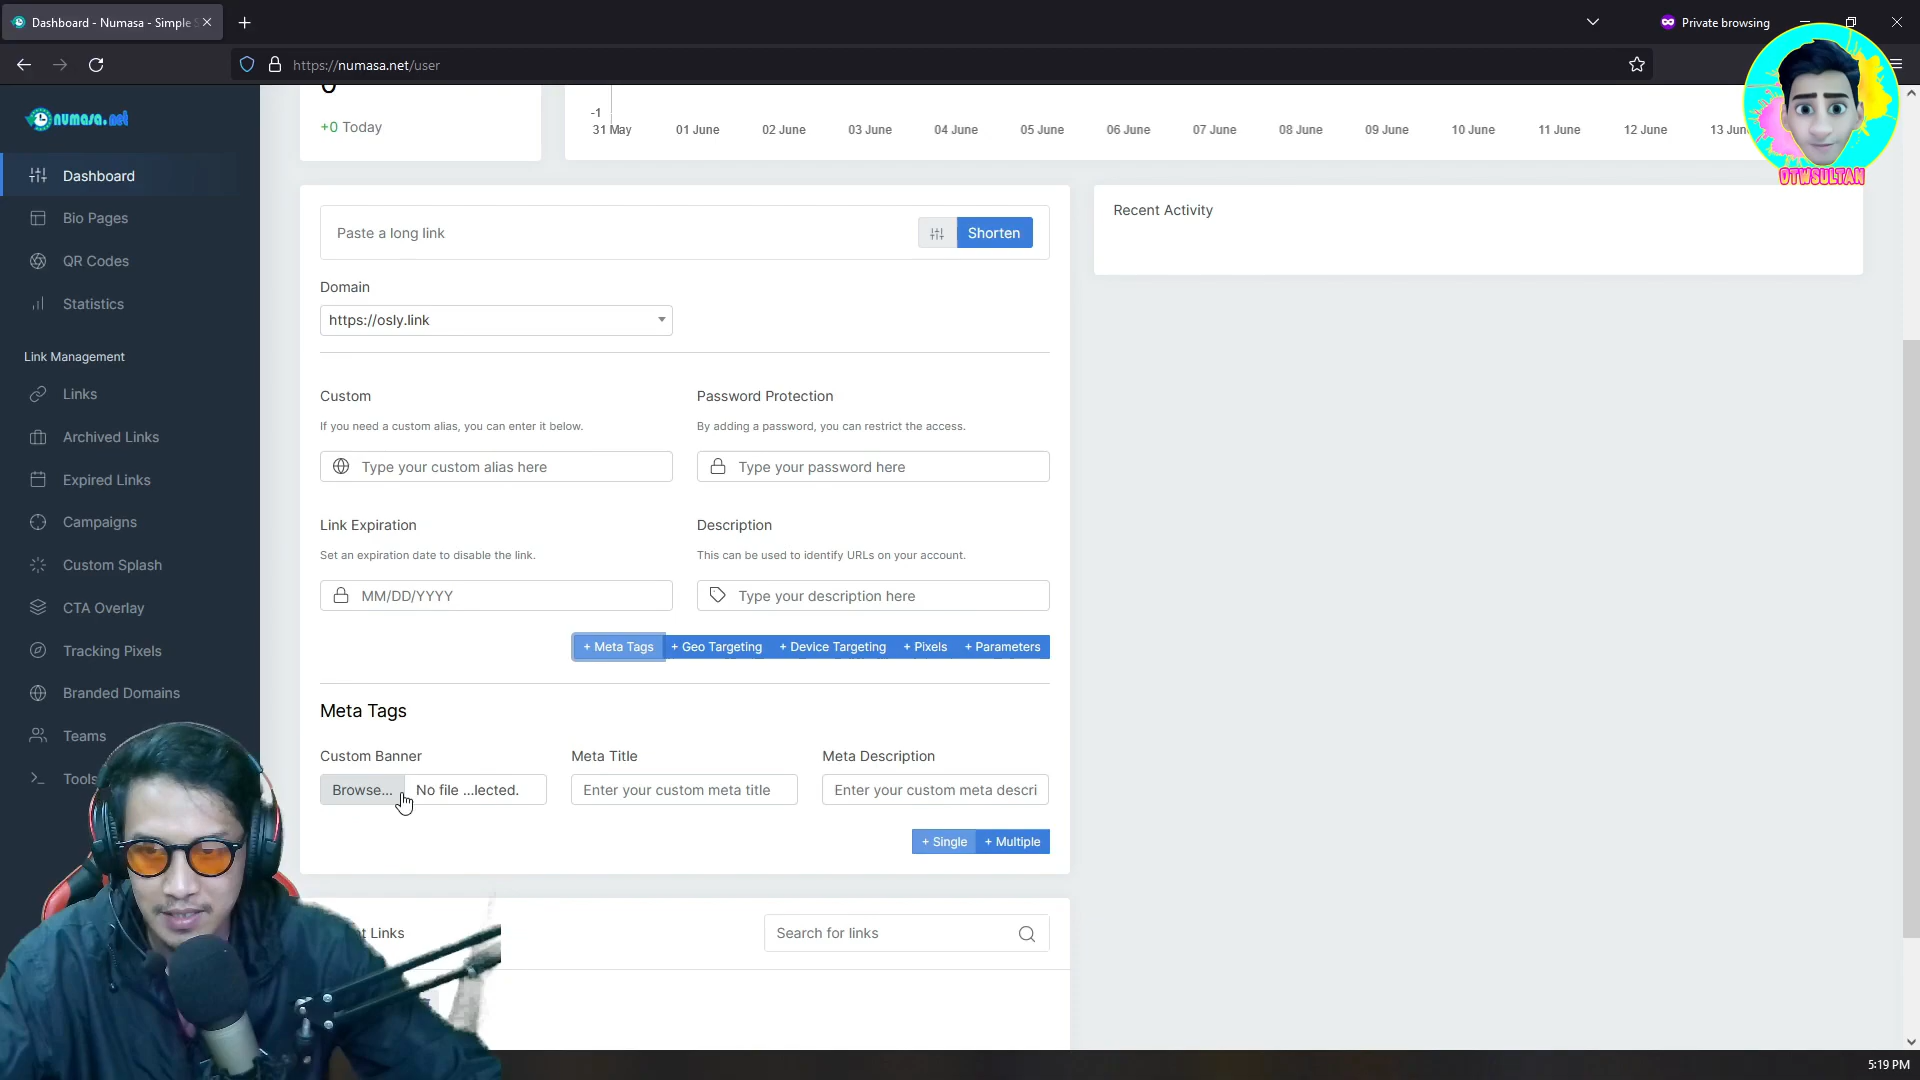 Dashboard - Numasa - Simple S
Private browsing
https://numasa.net/user
numasa.net
OTWSULTAN
Dashboard
Bio Pages
QR Codes
Statistics
Link Management
Links
Archived Links
Expired Links
Campaigns
Custom Splash
CTA Overlay
Tracking Pixels
Branded Domains
Teams
Tools
0
+0 Today
-1
31 May 01 June 02 June 03 June 04 June 05 June 06 June 07 June 08 June 09 June 10 June 11 June 12 June 13 Jun
Paste a long link
Shorten
Recent Activity
Domain
https://osly.link
Custom
If you need a custom alias, you can enter it below.
Type your custom alias here
Password Protection
By adding a password, you can restrict the access.
Type your password here
Link Expiration
Set an expiration date to disable the link.
MM/DD/YYYY
Description
This can be used to identify URLs on your account.
Type your description here
+ Meta Tags + Geo Targeting + Device Targeting + Pixels + Parameters
Meta Tags
Custom Banner
Browse... No file ...lected.
Meta Title
Enter your custom meta title
Meta Description
Enter your custom meta descri
+ Single + Multiple
t Links
Search for links
5:19 PM